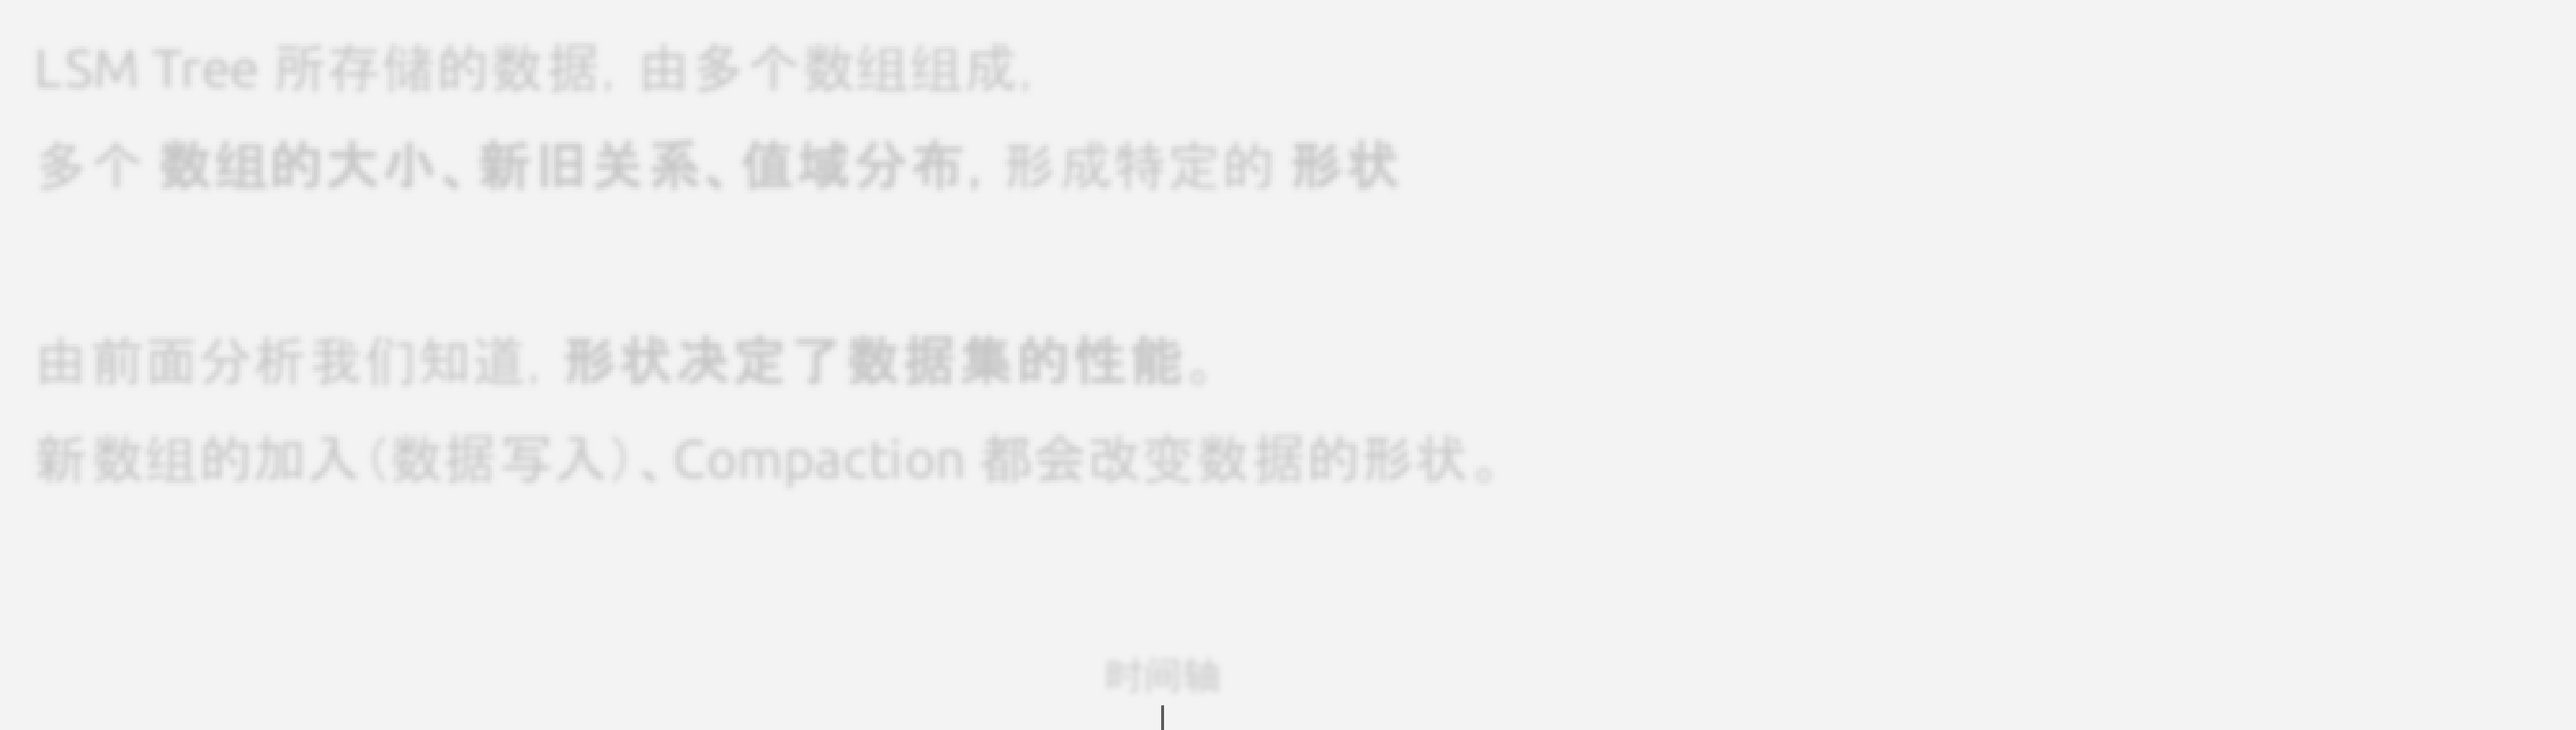 LSM Tree 所存储的数据, 由多个数组组成,
多个 数组的大小、新旧关系、值域分布, 形成特定的 形状
由前面分析我们知道, 形状决定了数据集的性能。
新数组的加入(数据写入)、Compaction 都会改变数据的形状。
时间轴